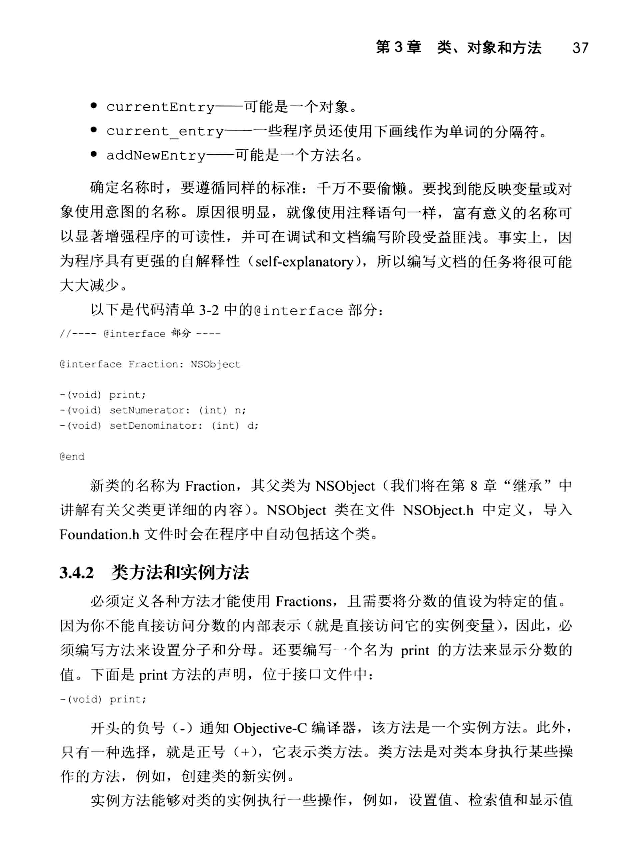 第 3 章 类、对象和方法 37
• currentEntry——可能是一个对象。
• current_entry——一些程序员还使用下画线作为单词的分隔符。
• addNewEntry——可能是一个方法名。
确定名称时，要遵循同样的标准：千万不要偷懒。要找到能反映变量或对
象使用意图的名称。原因很明显，就像使用注释语句一样，富有意义的名称可
以显著增强程序的可读性，并可在调试和文档编写阶段受益匪浅。事实上，因
为程序具有更强的自解释性（self-explanatory），所以编写文档的任务将很可能
大大减少。
以下是代码清单 3-2 中的@interface 部分：
//---- @interface 部分 ----
@interface Fraction: NSObject
-(void) print;
-(void) setNumerator: (int) n;
-(void) setDenominator: (int) d;
@end
新类的名称为 Fraction，其父类为 NSObject（我们将在第 8 章“继承”中
讲解有关父类更详细的内容）。NSObject 类在文件 NSObject.h 中定义，导入
Foundation.h 文件时会在程序中自动包括这个类。
3.4.2 类方法和实例方法
必须定义各种方法才能使用 Fractions，且需要将分数的值设为特定的值。
因为你不能直接访问分数的内部表示（就是直接访问它的实例变量），因此，必
须编写方法来设置分子和分母。还要编写一个名为 print 的方法来显示分数的
值。下面是 print 方法的声明，位于接口文件中：
-(void) print;
开头的负号（-）通知 Objective-C 编译器，该方法是一个实例方法。此外，
只有一种选择，就是正号（+），它表示类方法。类方法是对类本身执行某些操
作的方法，例如，创建类的新实例。
实例方法能够对类的实例执行一些操作，例如，设置值、检索值和显示值